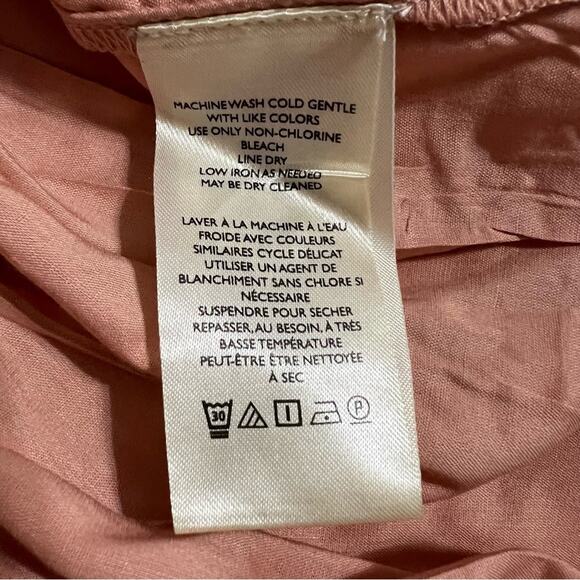 MACHINE WASH COLD GENTLE
WITH LIKE COLORS
USE ONLY NON-CHLORINE
BLEACH
LINE DRY
LOW IRON AS NEEDED
MAY BE DRY CLEANED
LAVER À LA MACHINE À L'EAU
FROIDE AVEC COULEURS
SIMILAIRES CYCLE DÉLICAT
UTILISER UN AGENT DE
BLANCHIMENT SANS CHLORE SI
NÉCESSAIRE
SUSPENDRE POUR SECHER
REPASSER, AU BESOIN, À TRÈS
BASSE TEMPÉRATURE
PEUT-ÊTRE ÊTRE NETTOYÉE
À SEC
30 P